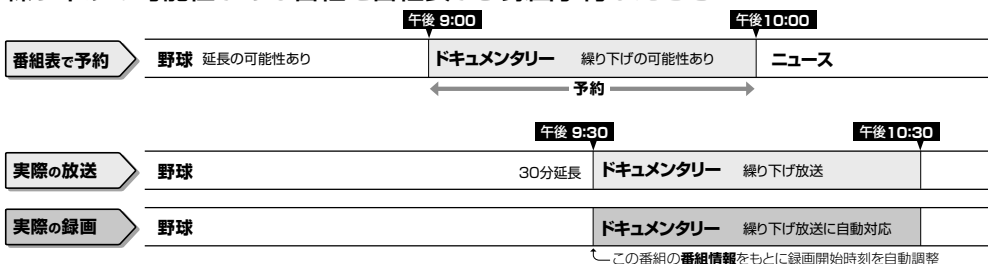 午後 9:00 午後10:00
番組表で予約 野球 延長の可能性あり ドキュメンタリー 繰り下げの可能性あり ニュース
予約
午後 9:30 午後10:30
実際の放送 野球 30分延長 ドキュメンタリー 繰り下げ放送
実際の録画 野球 ドキュメンタリー 繰り下げ放送に自動対応
この番組の番組情報をもとに録画開始時刻を自動調整